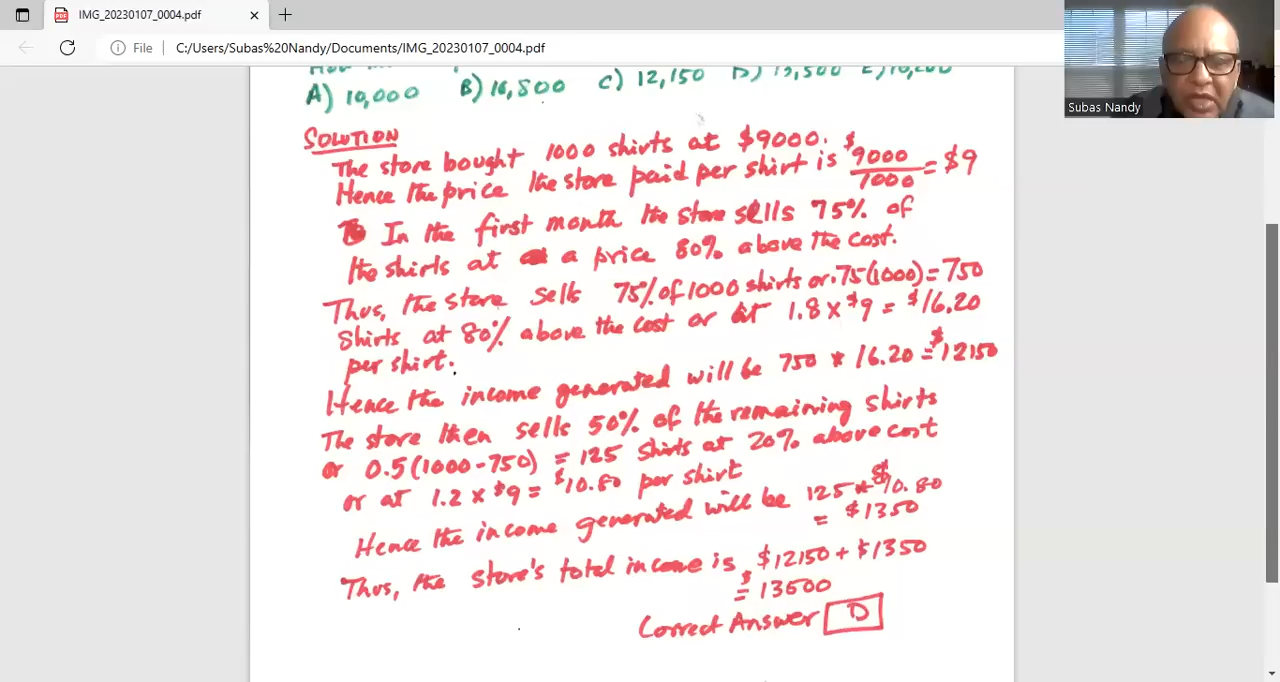 IMG_20230107_0004.pdf
File C:/Users/Subas%20Nandy/Documents/IMG_20230107_0004.pdf
Subas Nandy
A) 10,000 B) 16,500 C) 12,150 D) 13,500 E) 10,200
SOLUTION
The store bought 1000 shirts at $9000.
Hence the price the store paid per shirt is $9000/1000 = $9
In the first month the store sells 75% of
the shirts at a price 80% above the cost.
Thus, the store sells 75% of 1000 shirts or .75(1000) = 750
Shirts at 80% above the cost or at 1.8 x $9 = $16.20
per shirt.
Hence the income generated will be 750 * 16.20 = $12150
The store then sells 50% of the remaining shirts
or 0.5(1000-750) = 125 shirts at 20% above cost
or at 1.2 x $9 = $10.80 per shirt
Hence the income generated will be 125 * $10.80
= $1350
Thus, the store's total income is $12150 + $1350
= $13500
Correct Answer D